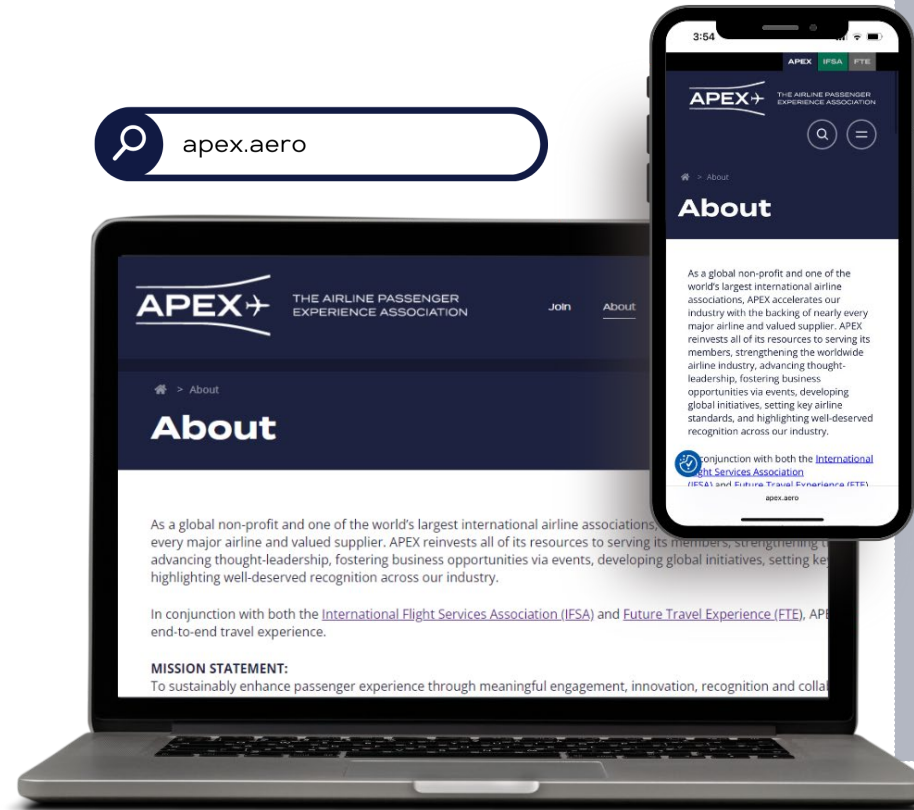 apex.aero
APEX
THE AIRLINE PASSENGER
EXPERIENCE ASSOCIATION
Join About
> About
About
As a global non-profit and one of the world's largest international airline associations,
every major airline and valued supplier. APEX reinvests all of its resources to serving its members, strengthening
advancing thought-leadership, fostering business opportunities via events, developing global initiatives, setting key
highlighting well-deserved recognition across our industry.
In conjunction with both the International Flight Services Association (IFSA) and Future Travel Experience (FTE),
end-to-end travel experience.
MISSION STATEMENT:
To sustainably enhance passenger experience through meaningful engagement, innovation, recognition and
3:54
APEX IFSA FTE
APEX
THE AIRLINE PASSENGER
EXPERIENCE ASSOCIATION
> About
About
As a global non-profit and one of the
world's largest international airline
associations, APEX accelerates our
industry with the backing of nearly every
major airline and valued supplier. APEX
reinvests all of its resources to serving its
members, strengthening the worldwide
airline industry, advancing thought-
leadership, fostering business
opportunities via events, developing
global initiatives, setting key airline
standards, and highlighting well-deserved
recognition across our industry.
conjunction with both the International
Services Association
(IFSA) and Future Travel Experience (FTE)
apex.aero